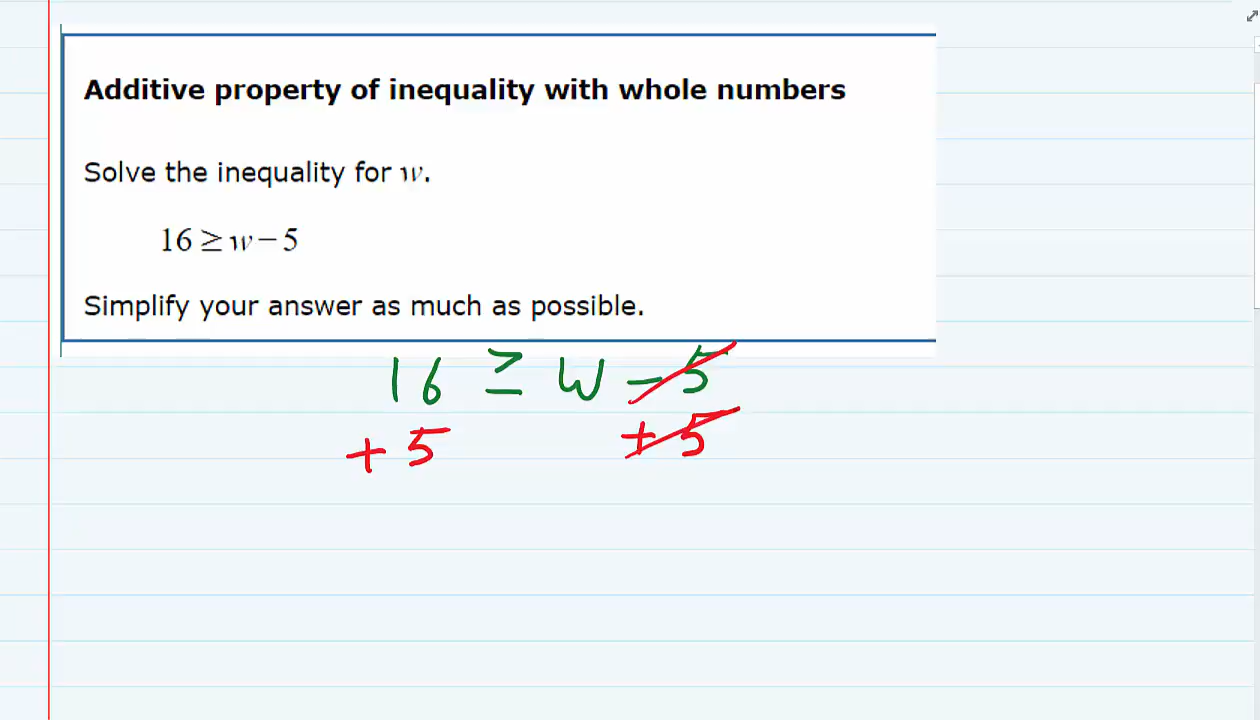 Additive property of inequality with whole numbers
Solve the inequality for w.
16 ≥ w − 5
Simplify your answer as much as possible.
16 ≥ w − 5
+ 5 + 5